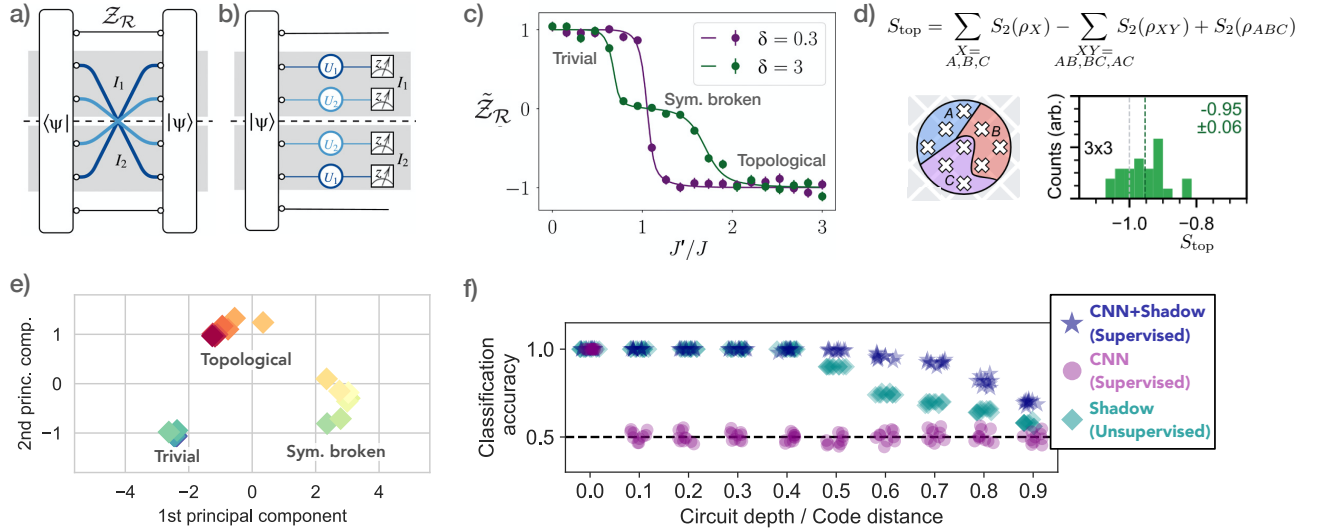 a)
𝒵_ℛ
⟨ψ|
|ψ⟩
I₁
I₂
b)
|ψ⟩
U₁
U₂
U₂
U₁
Z
Z
Z
Z
I₁
I₂
c)
𝒵̃_ℛ
1
0
−1
Trivial
Sym. broken
Topological
δ = 0.3
δ = 3
0
1
2
3
J′/J
d)
S_top = ∑ S₂(ρ_X) − ∑ S₂(ρ_XY) + S₂(ρ_ABC)
X= XY=
A,B,C AB,BC,AC
A
B
C
Counts (arb.)
3x3
-0.95
±0.06
−1.0
−0.8
S_top
e)
2nd princ. comp.
1
0
−1
Topological
Trivial
Sym. broken
−4
−2
0
2
4
1st principal component
f)
Classification
accuracy
1.0
0.5
0.0
0.1
0.2
0.3
0.4
0.5
0.6
0.7
0.8
0.9
Circuit depth / Code distance
CNN+Shadow
(Supervised)
CNN
(Supervised)
Shadow
(Unsupervised)